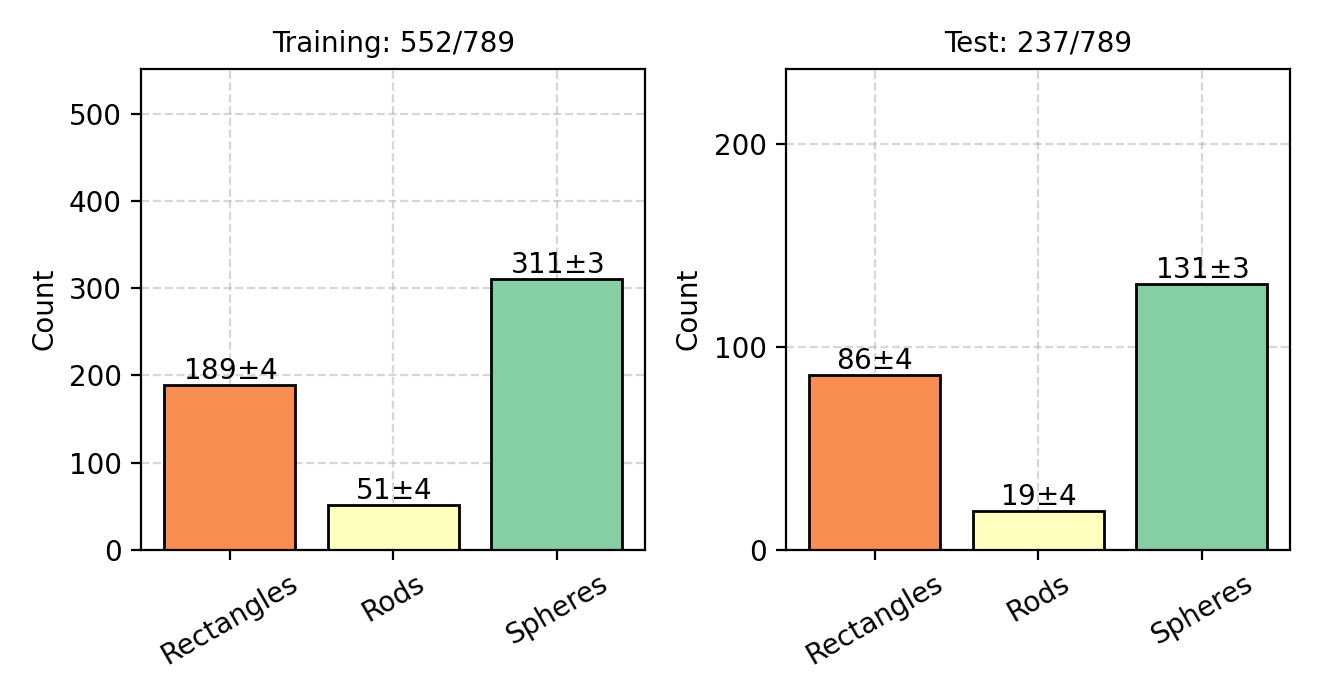 Training: 552/789
Count
500
400
300
200
100
0
189±4
51±4
311±3
Rectangles
Rods
Spheres
Test: 237/789
Count
200
100
0
86±4
19±4
131±3
Rectangles
Rods
Spheres